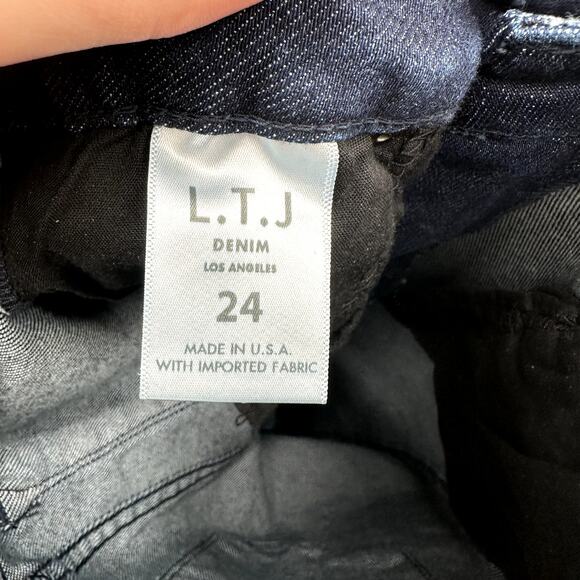 L.T.J
DENIM
LOS ANGELES
24
MADE IN U.S.A.
WITH IMPORTED FABRIC